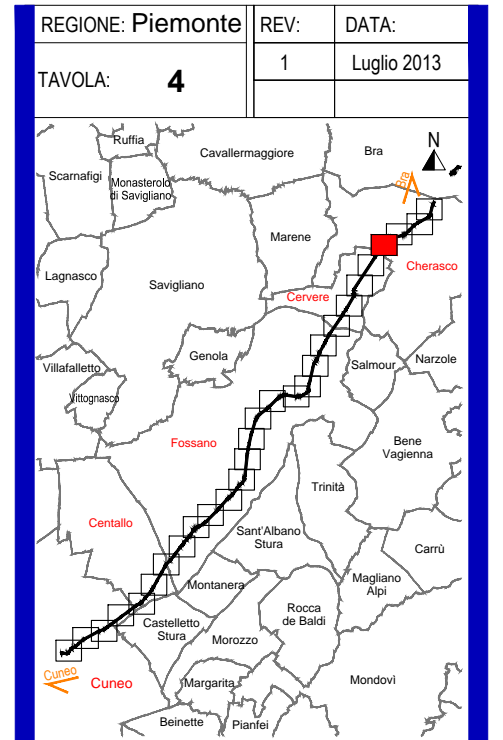 REGIONE: Piemonte
REV:
DATA:
1
Luglio 2013
TAVOLA: 4
Ruffia
Cavallermaggiore
Bra
N
Scarnafigi
Monasterolo
di Savigliano
Bra
Marene
Cherasco
Lagnasco
Savigliano
Cervere
Genola
Salmour
Narzole
Villafalletto
Vittognasco
Fossano
Bene
Vagienna
Trinità
Centallo
Sant'Albano
Stura
Carrù
Montanera
Magliano
Alpi
Castelletto
Stura
Rocca
de Baldi
Morozzo
Cuneo
Cuneo
Margarita
Mondovì
Beinette
Pianfei